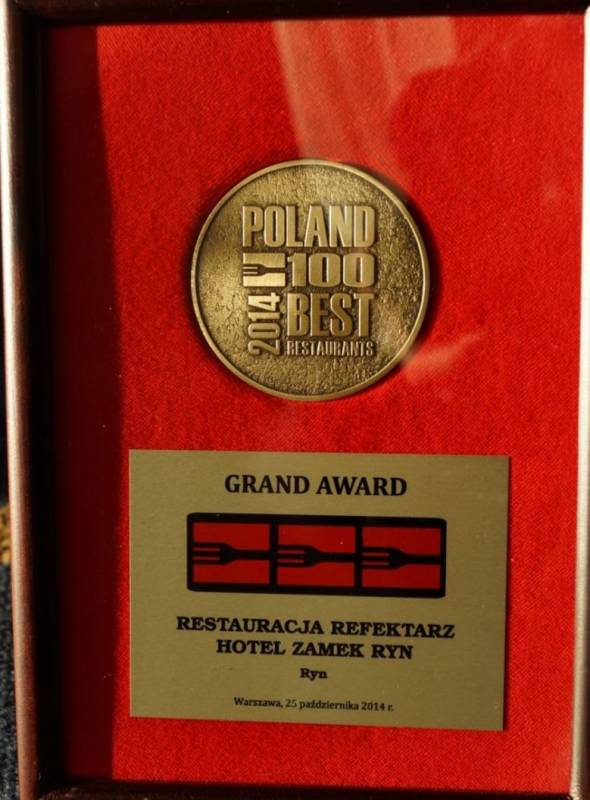 POLAND
100
2014
BEST
RESTAURANTS
GRAND AWARD
RESTAURACJA REFEKTARZ
HOTEL ZAMEK RYN
Ryn
Warszawa, 25 października 2014 r.